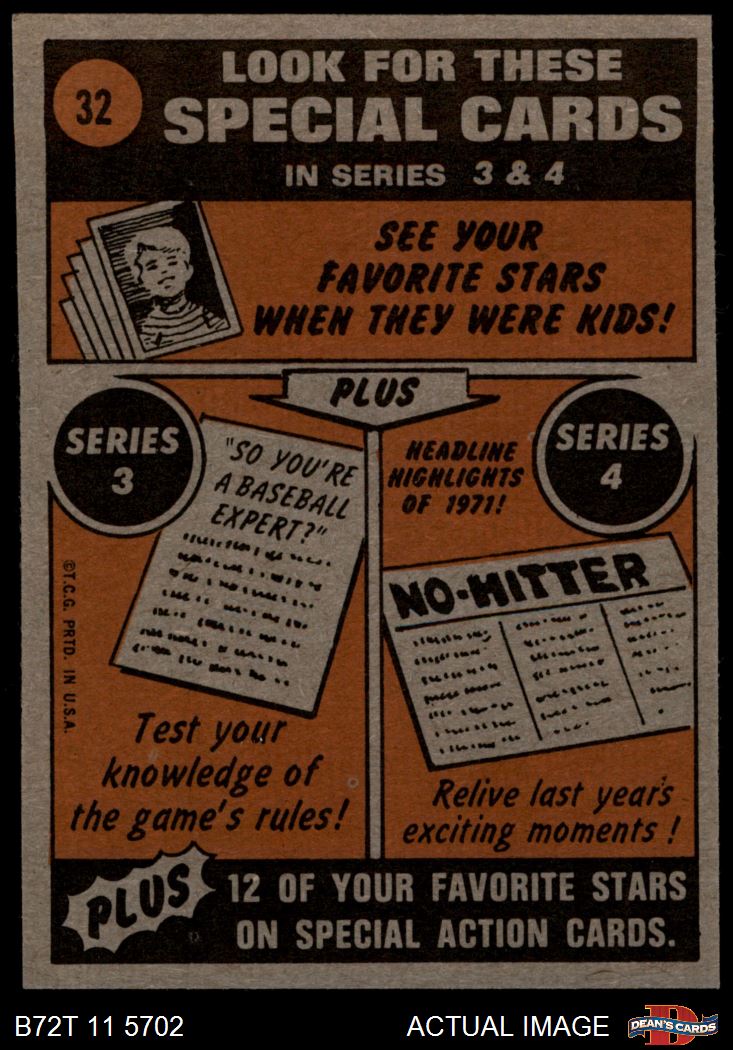 32
LOOK FOR THESE
SPECIAL CARDS
IN SERIES 3 & 4
SEE YOUR
FAVORITE STARS
WHEN THEY WERE KIDS!
PLUS
SERIES
3
"SO YOU'RE
A BASEBALL
EXPERT?"
HEADLINE
HIGHLIGHTS
OF 1971!
SERIES
4
NO-HITTER
©T.C.G. PRTD. IN U.S.A.
Test your
knowledge of
the game's rules!
Relive last year's
exciting moments!
PLUS
12 OF YOUR FAVORITE STARS
ON SPECIAL ACTION CARDS.
B72T 11 5702
ACTUAL IMAGE
D
DEAN'S CARDS